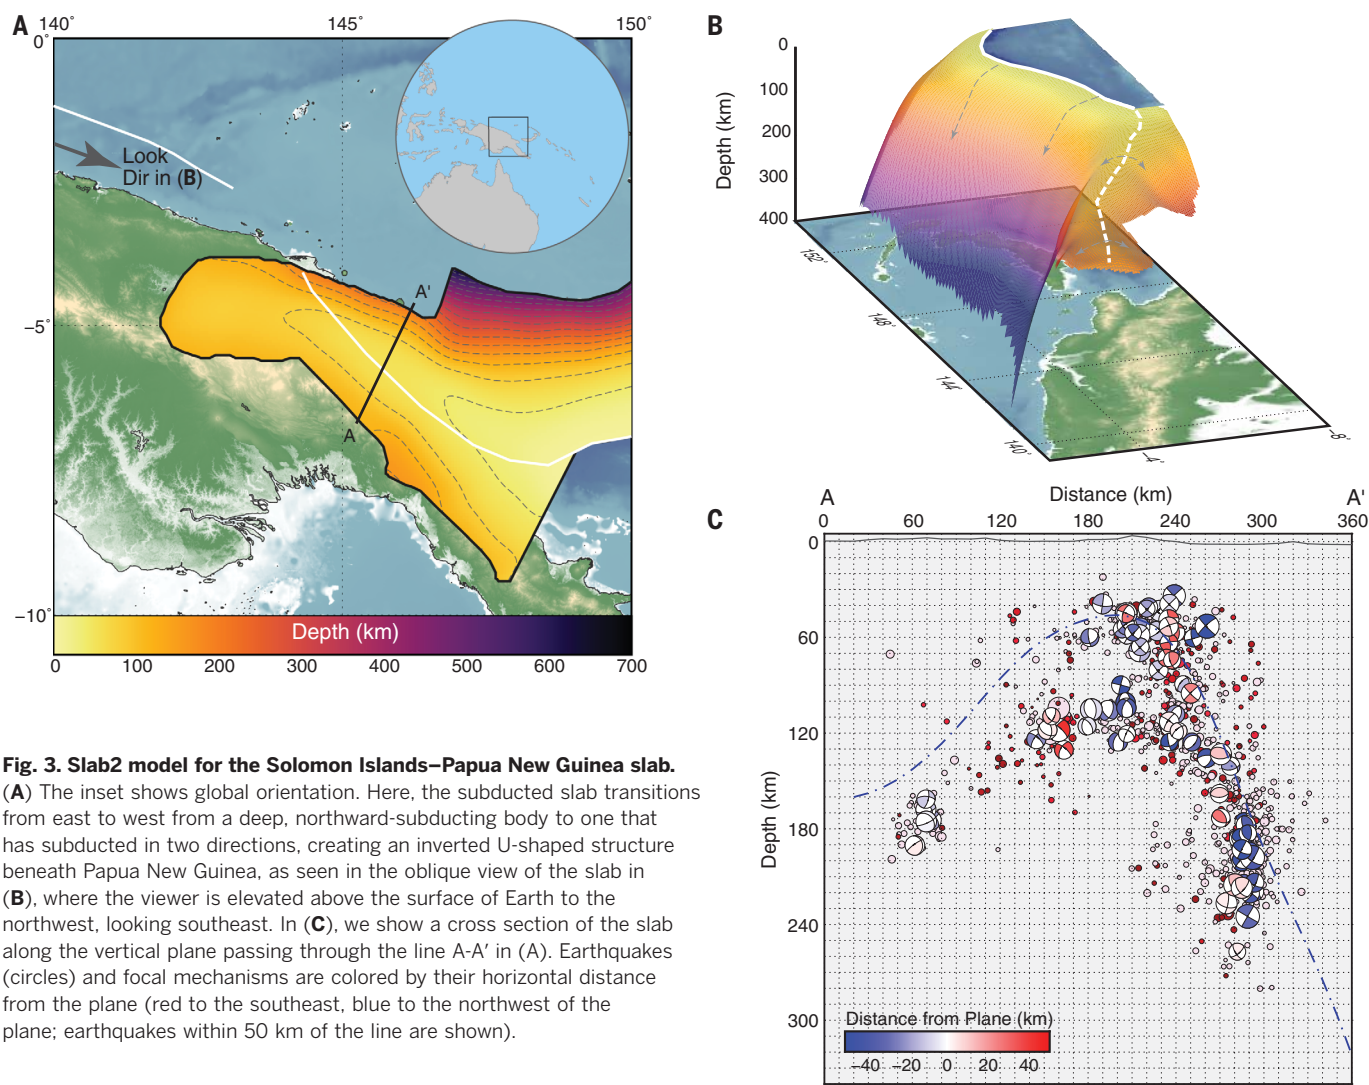 A
140°
145°
150°
0°
Look
Dir in (B)
A'
−5°
A
−10°
Depth (km)
0 100 200 300 400 500 600 700
B
0
100
200
300
400
Depth (km)
152°
148°
144°
140°
−4°
−8°
C
A Distance (km) A'
0 60 120 180 240 300 360
0
60
120
180
240
300
Depth (km)
Distance from Plane (km)
−40 −20 0 20 40
Fig. 3. Slab2 model for the Solomon Islands–Papua New Guinea slab.
(A) The inset shows global orientation. Here, the subducted slab transitions
from east to west from a deep, northward-subducting body to one that
has subducted in two directions, creating an inverted U-shaped structure
beneath Papua New Guinea, as seen in the oblique view of the slab in
(B), where the viewer is elevated above the surface of Earth to the
northwest, looking southeast. In (C), we show a cross section of the slab
along the vertical plane passing through the line A-A′ in (A). Earthquakes
(circles) and focal mechanisms are colored by their horizontal distance
from the plane (red to the southeast, blue to the northwest of the
plane; earthquakes within 50 km of the line are shown).